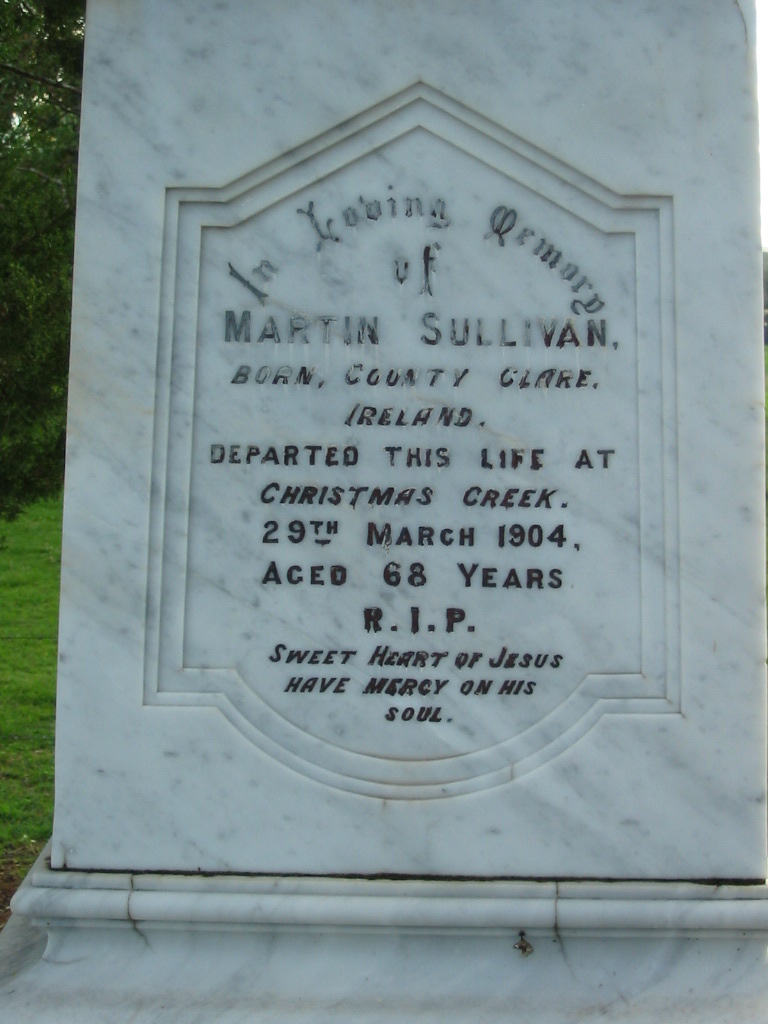 In Loving Memory
of
MARTIN SULLIVAN,
BORN, COUNTY CLARE.
IRELAND.
DEPARTED THIS LIFE AT
CHRISTMAS CREEK.
29TH MARCH 1904,
AGED 68 YEARS
R.I.P.
SWEET HEART OF JESUS
HAVE MERCY ON HIS
SOUL.